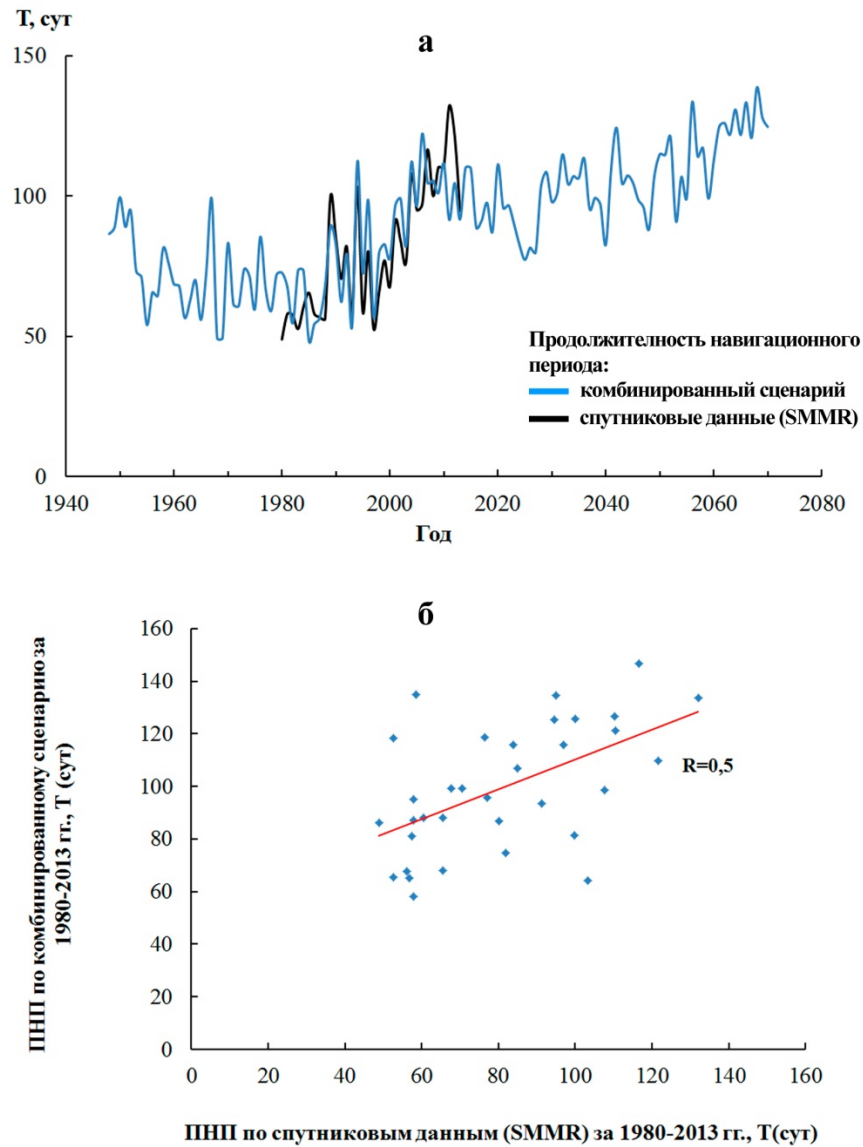 Т, сут
а
150
100
50
0
1940 1960 1980 2000 2020 2040 2060 2080
Год
Продолжителность навигационного
периода:
комбинированный сценарий
спутниковые данные (SMMR)
б
ПНП по комбинированному сценариюза
1980-2013 гг., Т (сут)
160
140
120
100
80
60
40
20
0
0 20 40 60 80 100 120 140 160
R=0,5
ПНП по спутниковым данным (SMMR) за 1980-2013 гг., Т(сут)